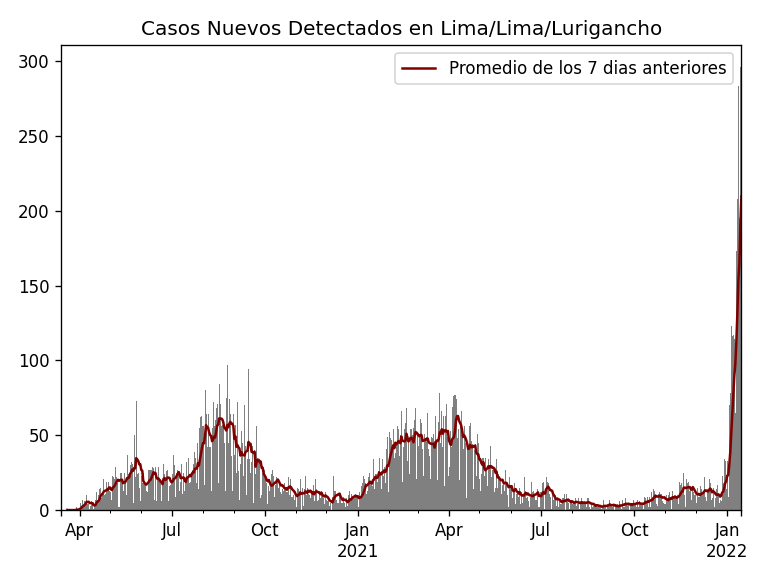 Casos Nuevos Detectados en Lima/Lima/Lurigancho
Promedio de los 7 dias anteriores
300
250
200
150
100
50
0
Apr Jul Oct Jan Apr Jul Oct Jan
2021 2022